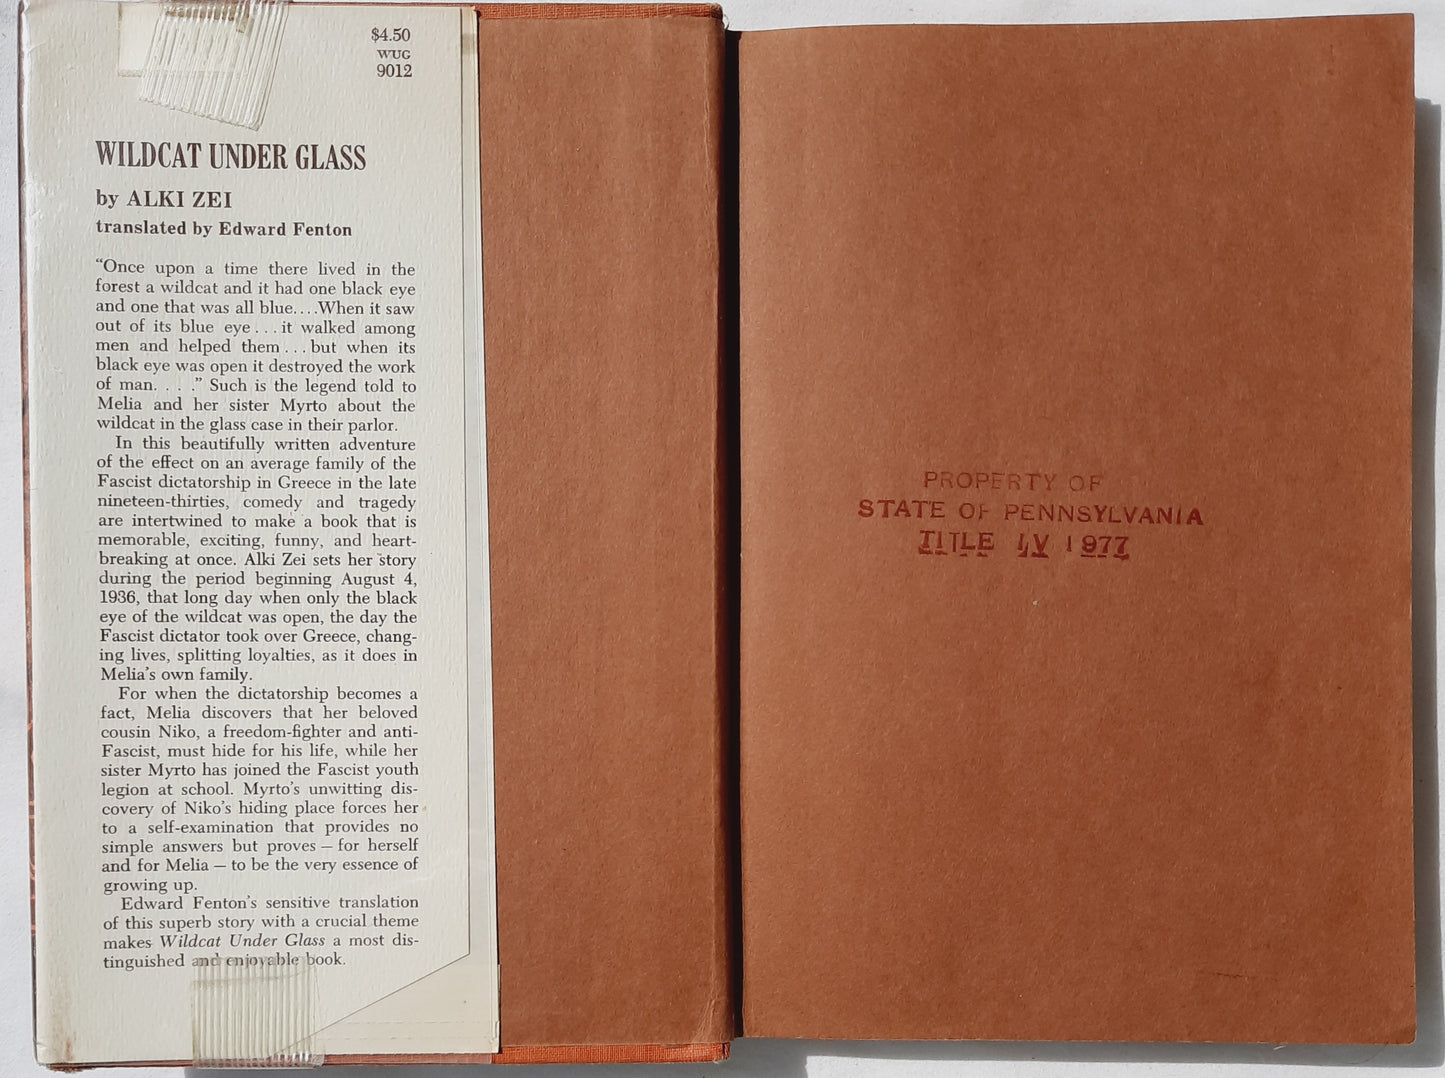 $4.50
WUG
9012
WILDCAT UNDER GLASS
by ALKI ZEI
translated by Edward Fenton
“Once upon a time there lived in the
forest a wildcat and it had one black eye
and one that was all blue....When it saw
out of its blue eye...it walked among
men and helped them...but when its
black eye was open it destroyed the work
of man. . . .” Such is the legend told to
Melia and her sister Myrto about the
wildcat in the glass case in their parlor.
In this beautifully written adventure
of the effect on an average family of the
Fascist dictatorship in Greece in the late
nineteen-thirties, comedy and tragedy
are intertwined to make a book that is
memorable, exciting, funny, and heart-
breaking at once. Alki Zei sets her story
during the period beginning August 4,
1936, that long day when only the black
eye of the wildcat was open, the day the
Fascist dictator took over Greece, chang-
ing lives, splitting loyalties, as it does in
Melia’s own family.
For when the dictatorship becomes a
fact, Melia discovers that her beloved
cousin Niko, a freedom-fighter and anti-
Fascist, must hide for his life, while her
sister Myrto has joined the Fascist youth
legion at school. Myrto’s unwitting dis-
covery of Niko’s hiding place forces her
to a self-examination that provides no
simple answers but proves – for herself
and for Melia – to be the very essence of
growing up.
Edward Fenton’s sensitive translation
of this superb story with a crucial theme
makes Wildcat Under Glass a most dis-
tinguished and enjoyable book.
PROPERTY OF
STATE OF PENNSYLVANIA
TITLE IV 1977